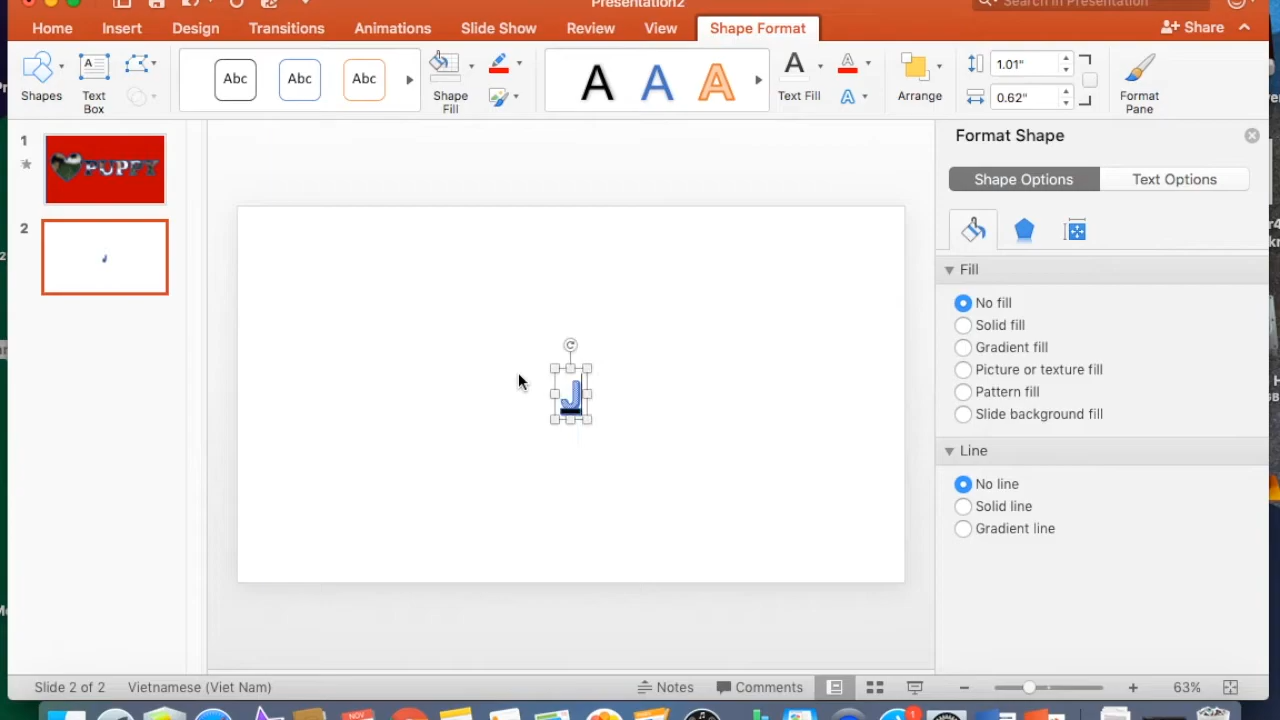 Presentation2
Search in Presentation
Home Insert Design Transitions Animations Slide Show Review View Shape Format Share
Abc Abc Abc
A A A
A A
A
1.01"
0.62"
Shapes
Text Box
Shape Fill
Text Fill
Arrange
Format Pane
1
PUPPY
2
J
Format Shape
Shape Options Text Options
Fill
No fill
Solid fill
Gradient fill
Picture or texture fill
Pattern fill
Slide background fill
Line
No line
Solid line
Gradient line
Slide 2 of 2 Vietnamese (Viet Nam) Notes Comments 63%
NOV
1